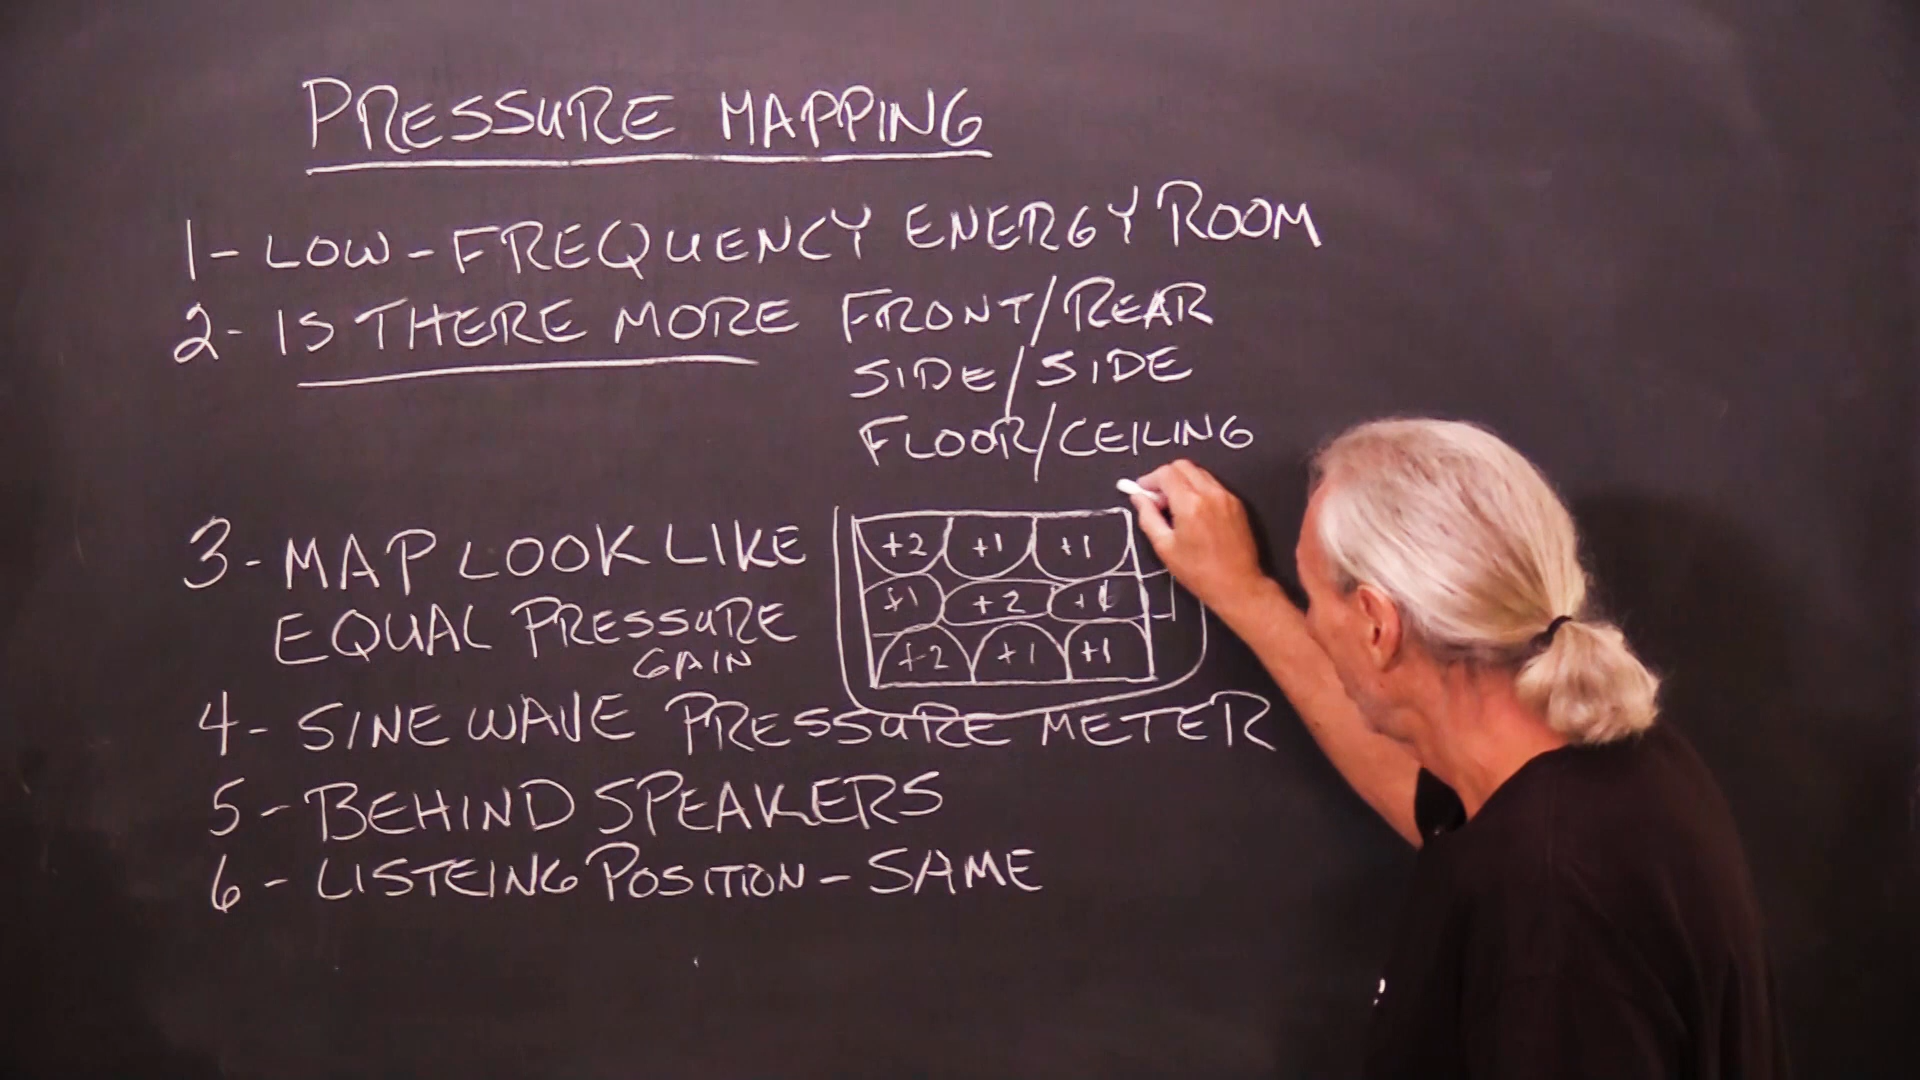 PRESSURE MAPPING
1- LOW-FREQUENCY ENERGY ROOM
2- IS THERE MORE FRONT/REAR
SIDE/SIDE
FLOOR/CEILING
3- MAP LOOK LIKE
EQUAL PRESSURE
GAIN
+2 +1 +1
+1 +2
+2 +1 +1
4- SINE WAVE PRESSURE METER
5- BEHIND SPEAKERS
6- LISTEING POSITION - SAME